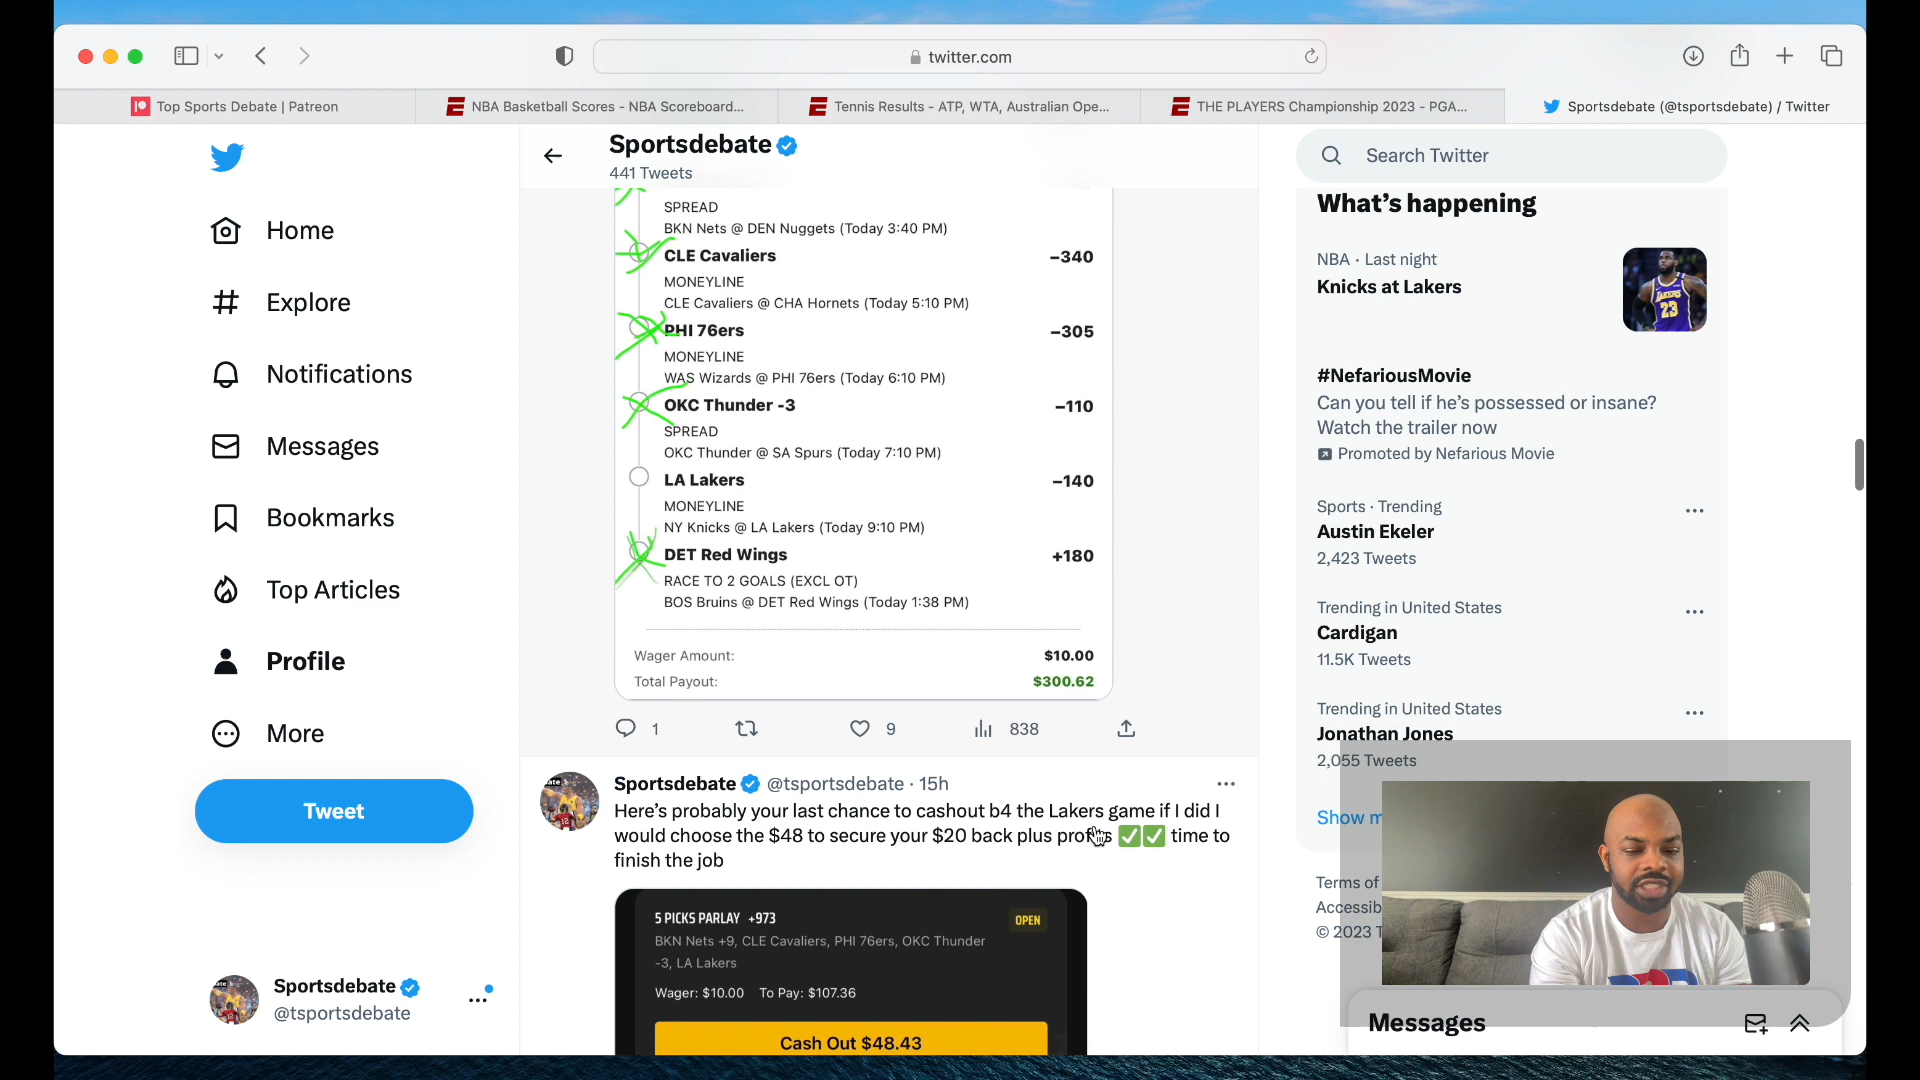 twitter.com
Top Sports Debate | Patreon
NBA Basketball Scores - NBA Scoreboard...
Tennis Results - ATP, WTA, Australian Ope...
THE PLAYERS Championship 2023 - PGA...
Sportsdebate (@tsportsdebate) / Twitter
Home
Explore
Notifications
Messages
Bookmarks
Top Articles
Profile
More
Tweet
Sportsdebate
@tsportsdebate
Sportsdebate
441 Tweets
SPREAD
BKN Nets @ DEN Nuggets (Today 3:40 PM)
CLE Cavaliers -340
MONEYLINE
CLE Cavaliers @ CHA Hornets (Today 5:10 PM)
PHI 76ers -305
MONEYLINE
WAS Wizards @ PHI 76ers (Today 6:10 PM)
OKC Thunder -3 -110
SPREAD
OKC Thunder @ SA Spurs (Today 7:10 PM)
LA Lakers -140
MONEYLINE
NY Knicks @ LA Lakers (Today 9:10 PM)
DET Red Wings +180
RACE TO 2 GOALS (EXCL OT)
BOS Bruins @ DET Red Wings (Today 1:38 PM)
Wager Amount: $10.00
Total Payout: $300.62
1 9 838
Sportsdebate @tsportsdebate · 15h
Here's probably your last chance to cashout b4 the Lakers game if I did I
would choose the $48 to secure your $20 back plus profits ✅✅ time to
finish the job
5 PICKS PARLAY +973 OPEN
BKN Nets +9, CLE Cavaliers, PHI 76ers, OKC Thunder
-3, LA Lakers
Wager: $10.00 To Pay: $107.36
Cash Out $48.43
Search Twitter
What's happening
NBA · Last night
Knicks at Lakers
LAKERS
23
#NefariousMovie
Can you tell if he's possessed or insane?
Watch the trailer now
Promoted by Nefarious Movie
Sports · Trending
Austin Ekeler
2,423 Tweets
Trending in United States
Cardigan
11.5K Tweets
Trending in United States
Jonathan Jones
2,055 Tweets
Show m
Terms of
Accessib
© 2023 T
Messages